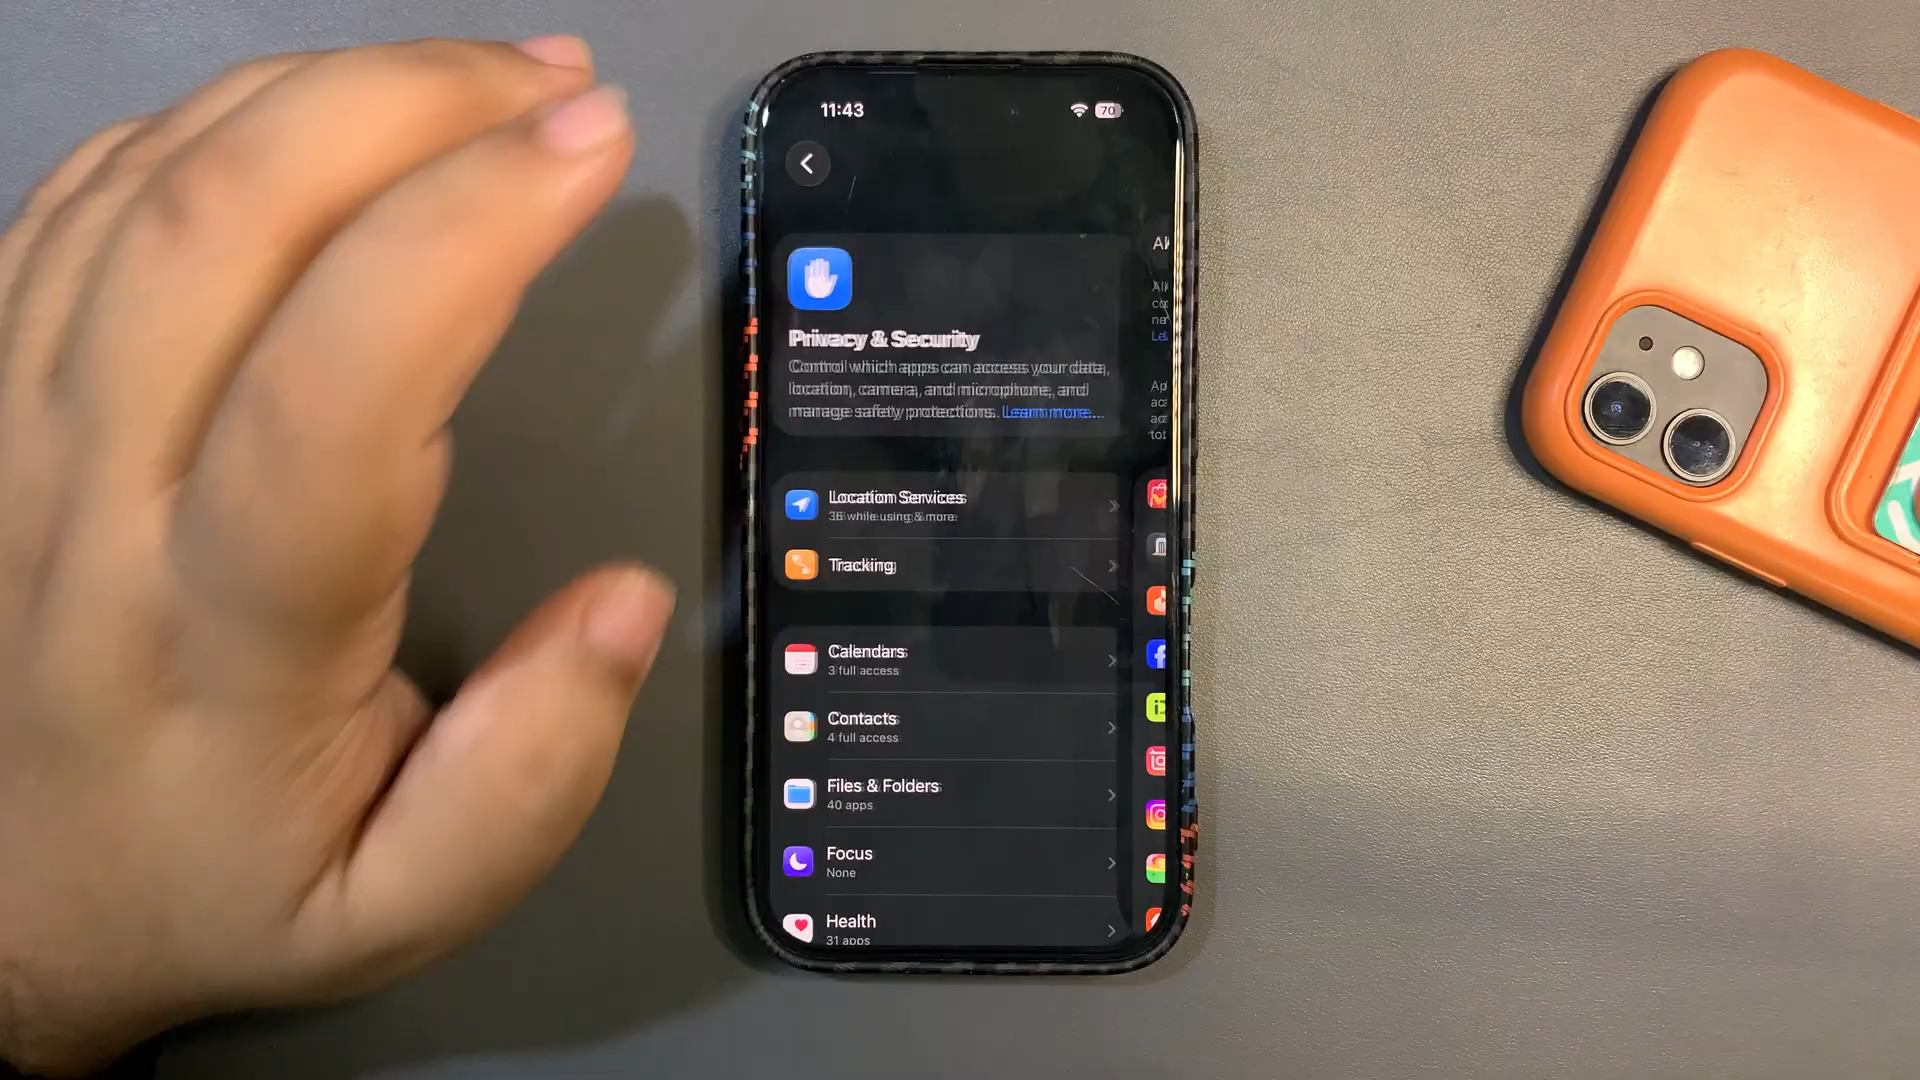 11:43
70
Privacy & Security
Control which apps can access your data,
location, camera, and microphone, and
manage safety protections. Learn more...
Location Services
36 while using & more
Tracking
Calendars
3 full access
Contacts
4 full access
Files & Folders
40 apps
Focus
None
Health
31 apps